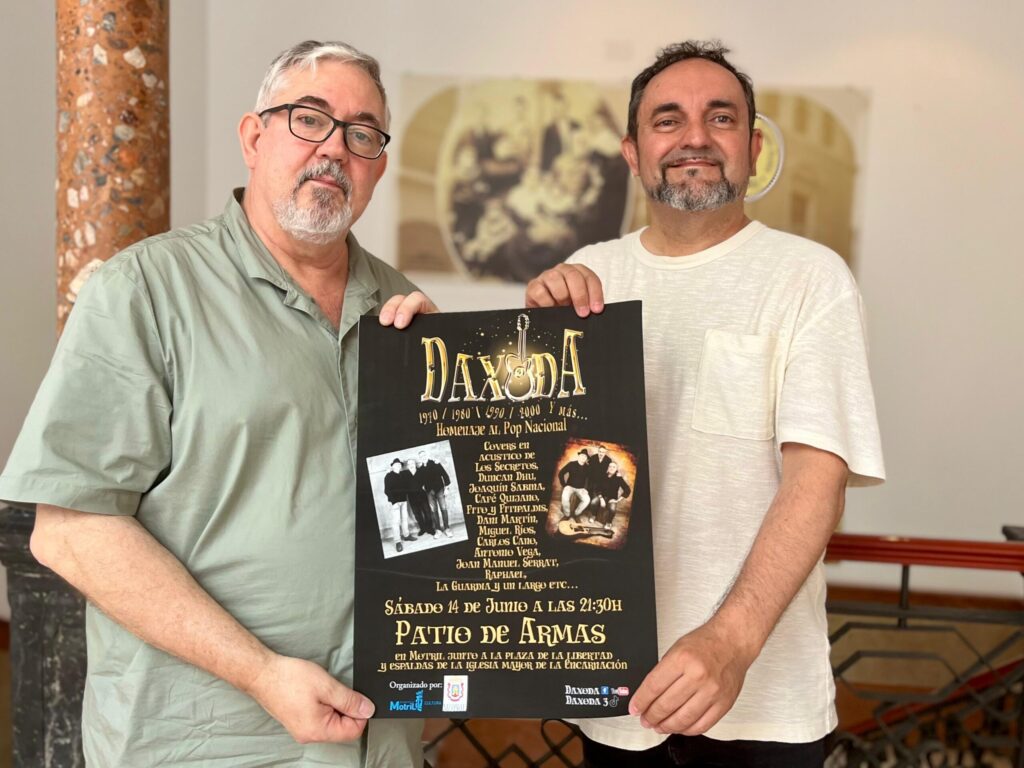 DAXODA
1970 / 1980 / 1990 / 2000 Y más...
Homenaje al Pop Nacional
Covers en
acustico de
Los Secretos,
Duncan Dhu,
Joaquín Sabina,
Café Quijano,
Fito y Fitipaldis,
Dani Martín,
Miguel Ríos,
Carlos Cano,
Antonio Vega,
Joan Manuel Serrat,
Raphael,
La Guardia y un largo etc...
Sábado 14 de Junio a las 21:30h
Patio de Armas
en Motril junto a la plaza de la libertad
y espaldas de la iglesia mayor de la encarnación
Organizado por:
Motril CULTURA
Daxoda f YouTube
Daxoda 3